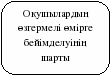 Оқушылардың
өзгермелі өмірге
бейімделуінің
шарты